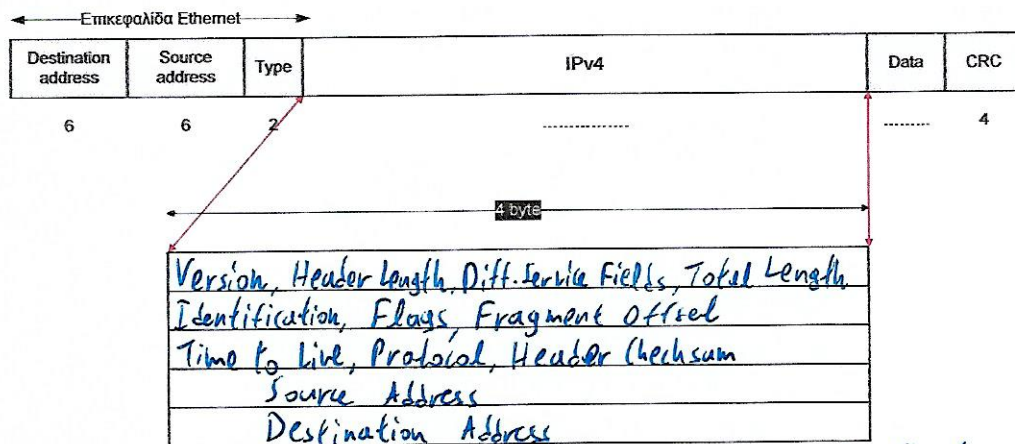 Επικεφαλίδα Ethernet
Destination address
Source address
Type
IPv4
Data
CRC
6
6
2
.............
........
4
4 byte
Version, Header Length, Diff. Service Fields, Total Length
Identification, Flags, Fragment Offset
Time to Live, Protocol, Header Checksum
Source Address
Destination Address